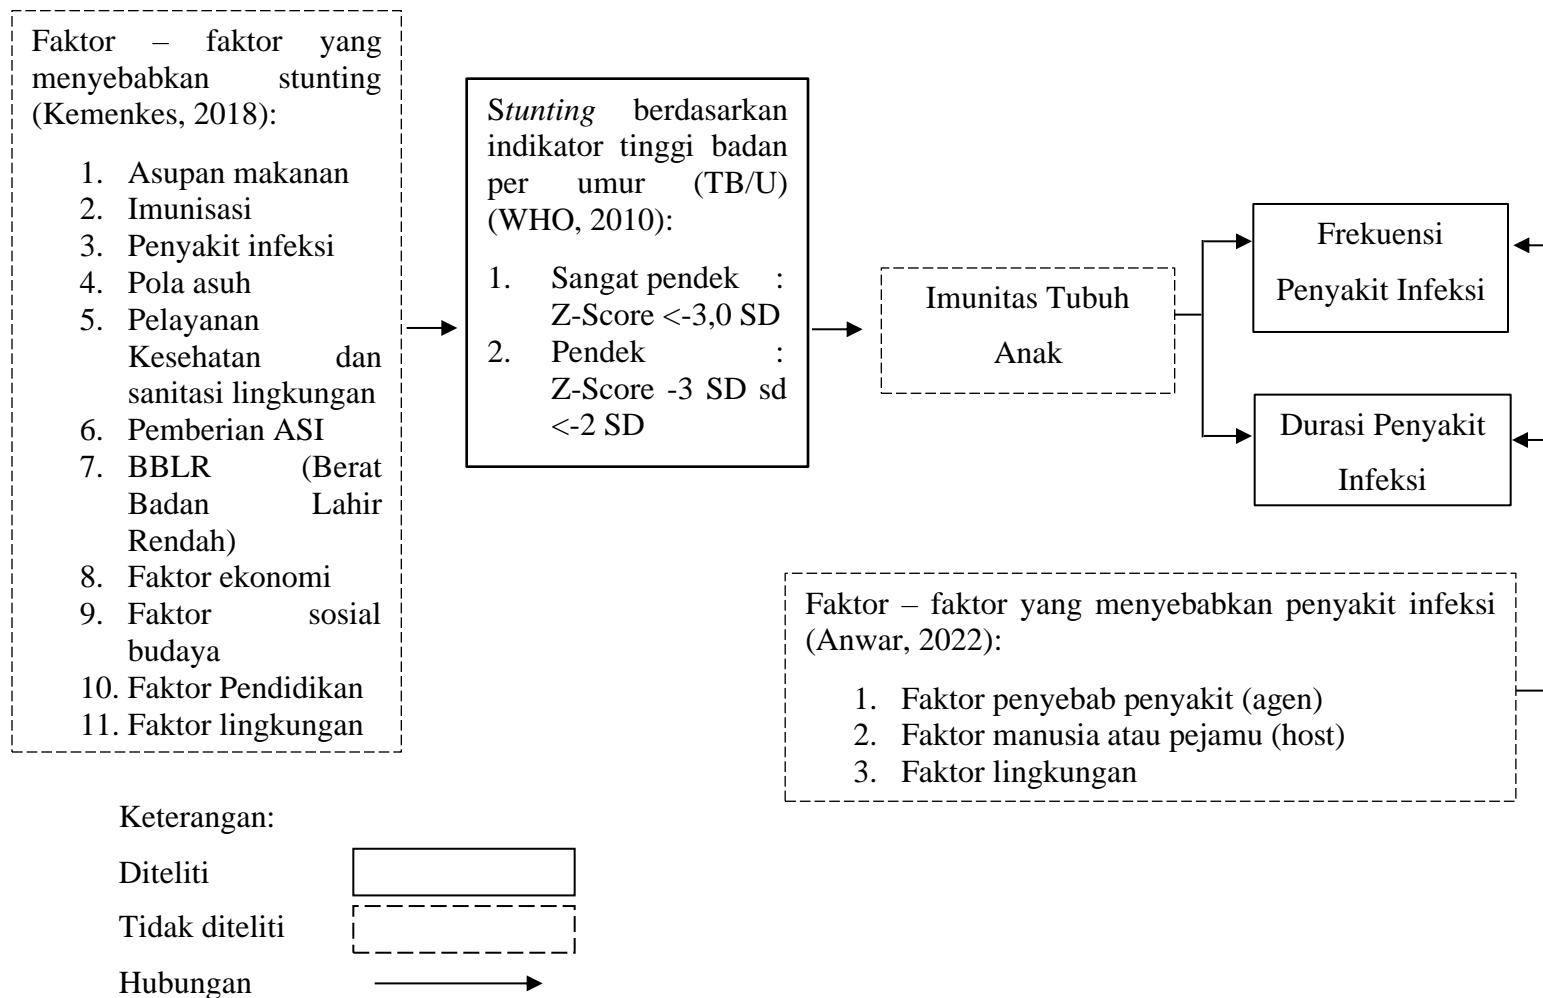 Faktor – faktor yang
menyebabkan stunting
(Kemenkes, 2018):
1. Asupan makanan
2. Imunisasi
3. Penyakit infeksi
4. Pola asuh
5. Pelayanan
Kesehatan dan
sanitasi lingkungan
6. Pemberian ASI
7. BBLR (Berat
Badan Lahir
Rendah)
8. Faktor ekonomi
9. Faktor sosial
budaya
10. Faktor Pendidikan
11. Faktor lingkungan
Stunting berdasarkan
indikator tinggi badan
per umur (TB/U)
(WHO, 2010):
1. Sangat pendek :
Z-Score <-3,0 SD
2. Pendek :
Z-Score -3 SD sd
<-2 SD
Imunitas Tubuh
Anak
Frekuensi
Penyakit Infeksi
Durasi Penyakit
Infeksi
Faktor – faktor yang menyebabkan penyakit infeksi
(Anwar, 2022):
1. Faktor penyebab penyakit (agen)
2. Faktor manusia atau pejamu (host)
3. Faktor lingkungan
Keterangan:
Diteliti
Tidak diteliti
Hubungan